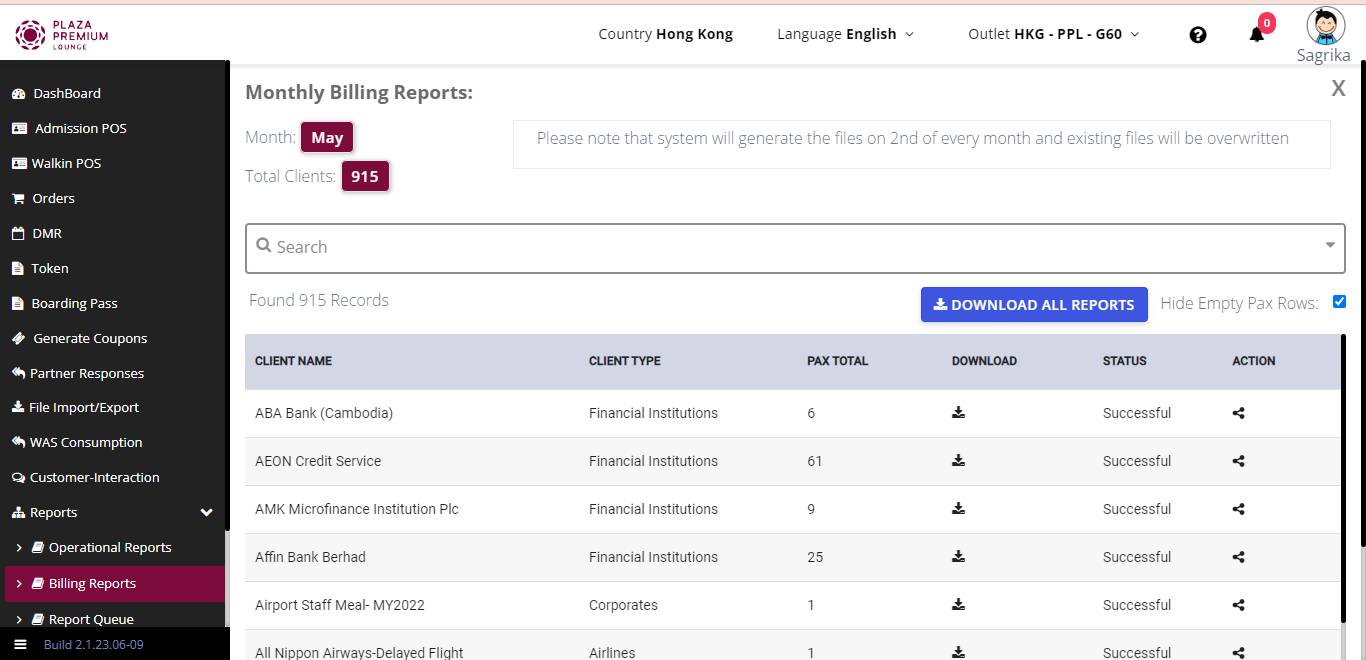 PLAZA
PREMIUM
LOUNGE
Country Hong Kong
Language English
Outlet HKG - PPL - G60
0
Sagrika
DashBoard
Admission POS
Walkin POS
Orders
DMR
Token
Boarding Pass
Generate Coupons
Partner Responses
File Import/Export
WAS Consumption
Customer-Interaction
Reports
Operational Reports
Billing Reports
Report Queue
Build 2.1.23.06-09
Monthly Billing Reports:
X
Month: May
Please note that system will generate the files on 2nd of every month and existing files will be overwritten
Total Clients: 915
Search
Found 915 Records
DOWNLOAD ALL REPORTS
Hide Empty Pax Rows:
CLIENT NAME CLIENT TYPE PAX TOTAL DOWNLOAD STATUS ACTION
ABA Bank (Cambodia) Financial Institutions 6 Successful
AEON Credit Service Financial Institutions 61 Successful
AMK Microfinance Institution Plc Financial Institutions 9 Successful
Affin Bank Berhad Financial Institutions 25 Successful
Airport Staff Meal- MY2022 Corporates 1 Successful
All Nippon Airways-Delayed Flight Airlines 1 Successful